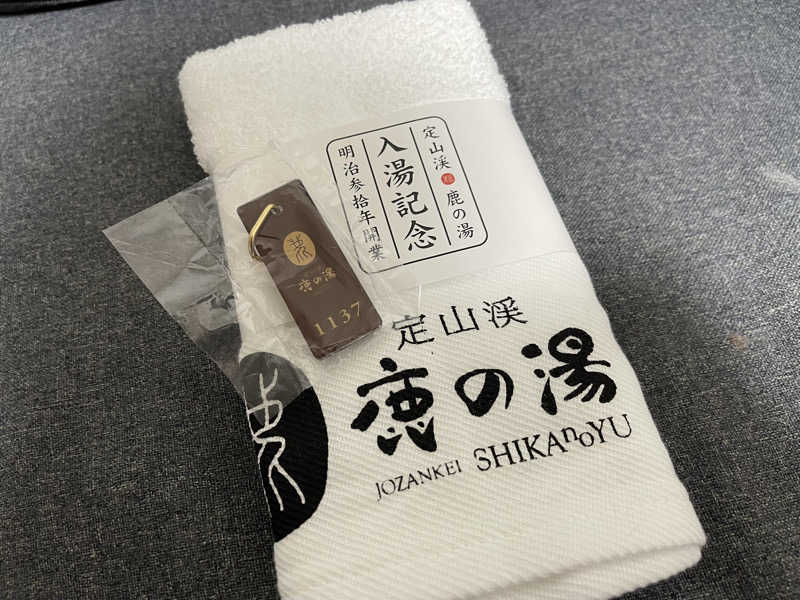 定山渓 鹿の湯
入湯記念
明治参拾年開業
鹿の湯
1137
定山渓
鹿の湯
JOZANKEI SHIKAnoYU